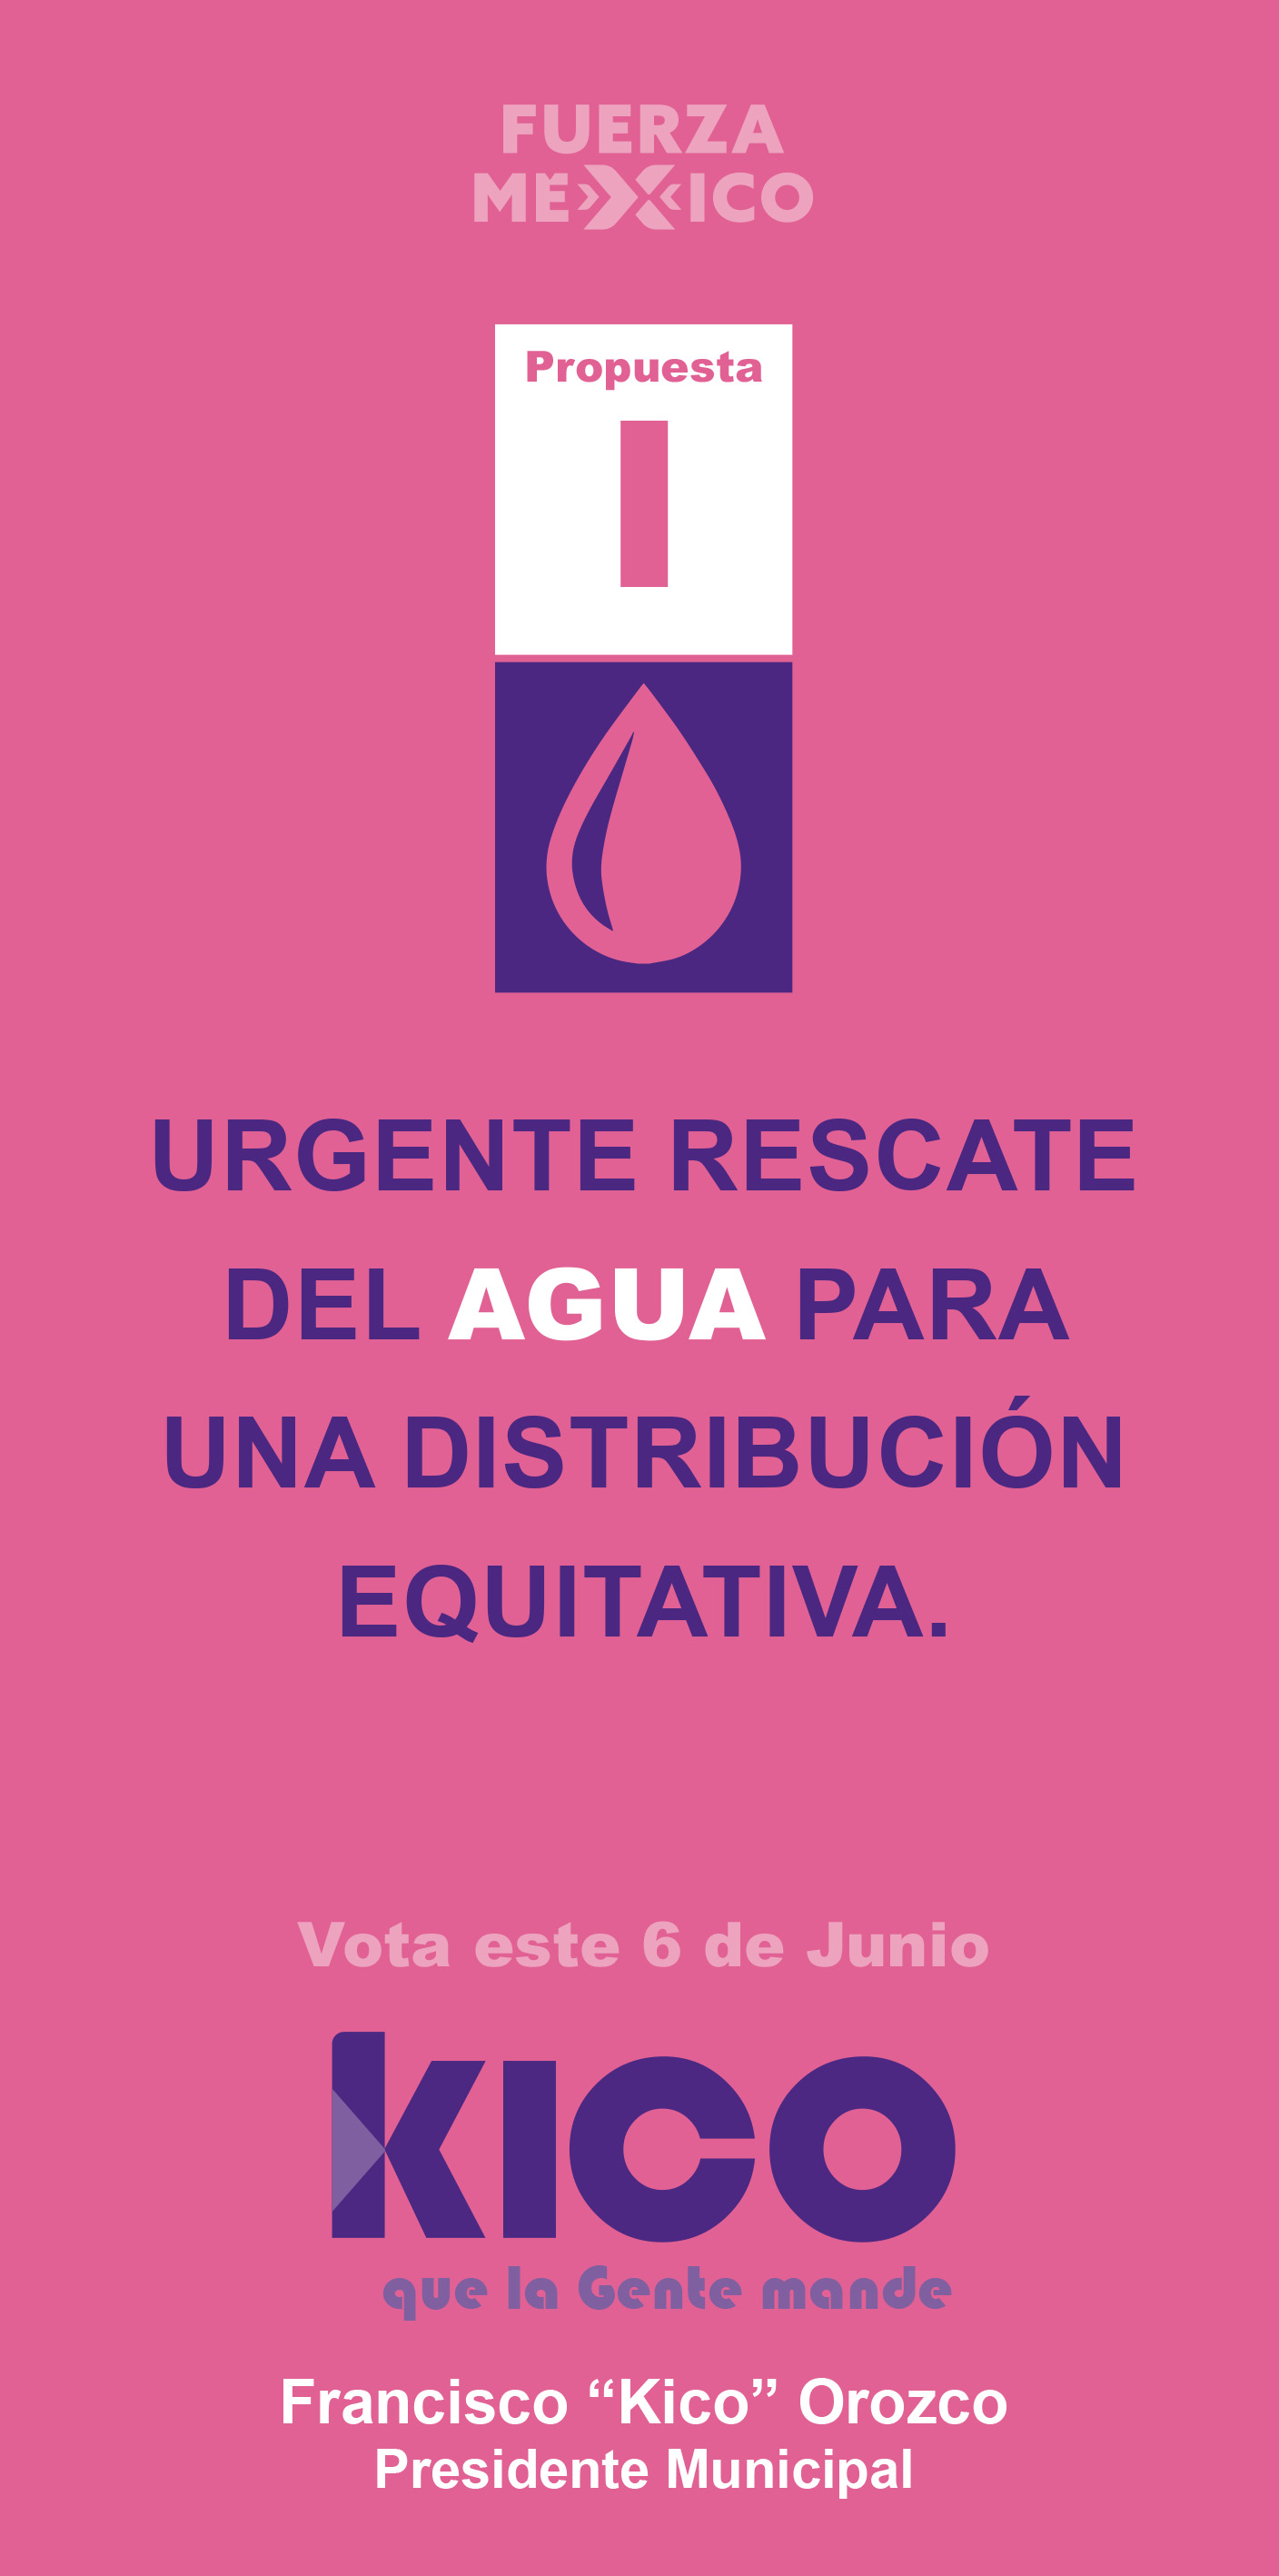 FUERZA
MÉXICO
Propuesta
1
URGENTE RESCATE
DEL AGUA PARA
UNA DISTRIBUCIÓN
EQUITATIVA.
Vota este 6 de Junio
KICO
que la Gente mande
Francisco “Kico” Orozco
Presidente Municipal